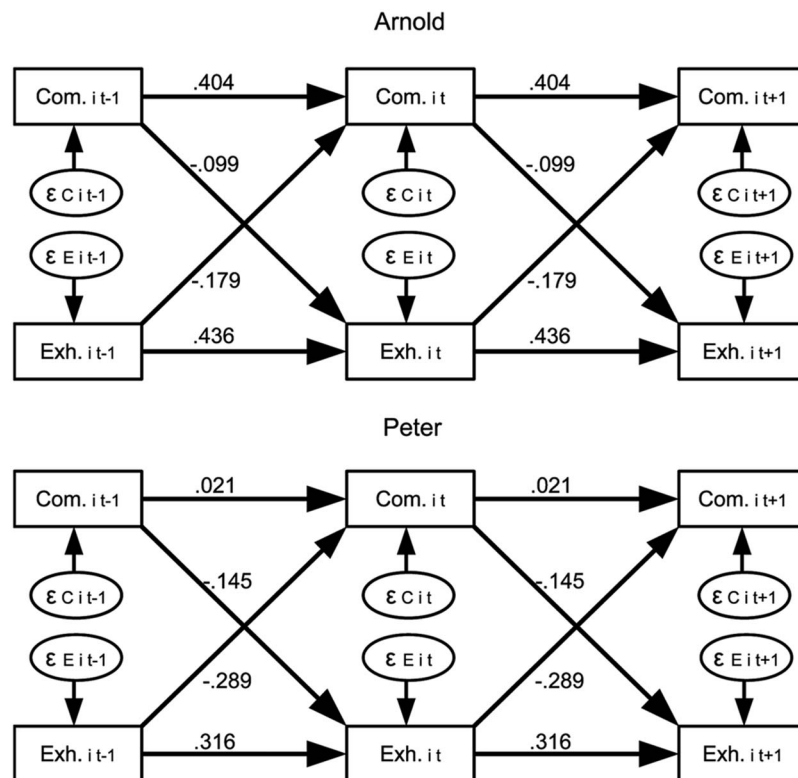 Arnold
Com. i t-1 .404 Com. i t .404 Com. i t+1
-.099 -.099
ε C i t-1 ε C i t ε C i t+1
ε E i t-1 ε E i t ε E i t+1
-.179 -.179
Exh. i t-1 .436 Exh. i t .436 Exh. i t+1
Peter
Com. i t-1 .021 Com. i t .021 Com. i t+1
-.145 -.145
ε C i t-1 ε C i t ε C i t+1
ε E i t-1 ε E i t ε E i t+1
-.289 -.289
Exh. i t-1 .316 Exh. i t .316 Exh. i t+1